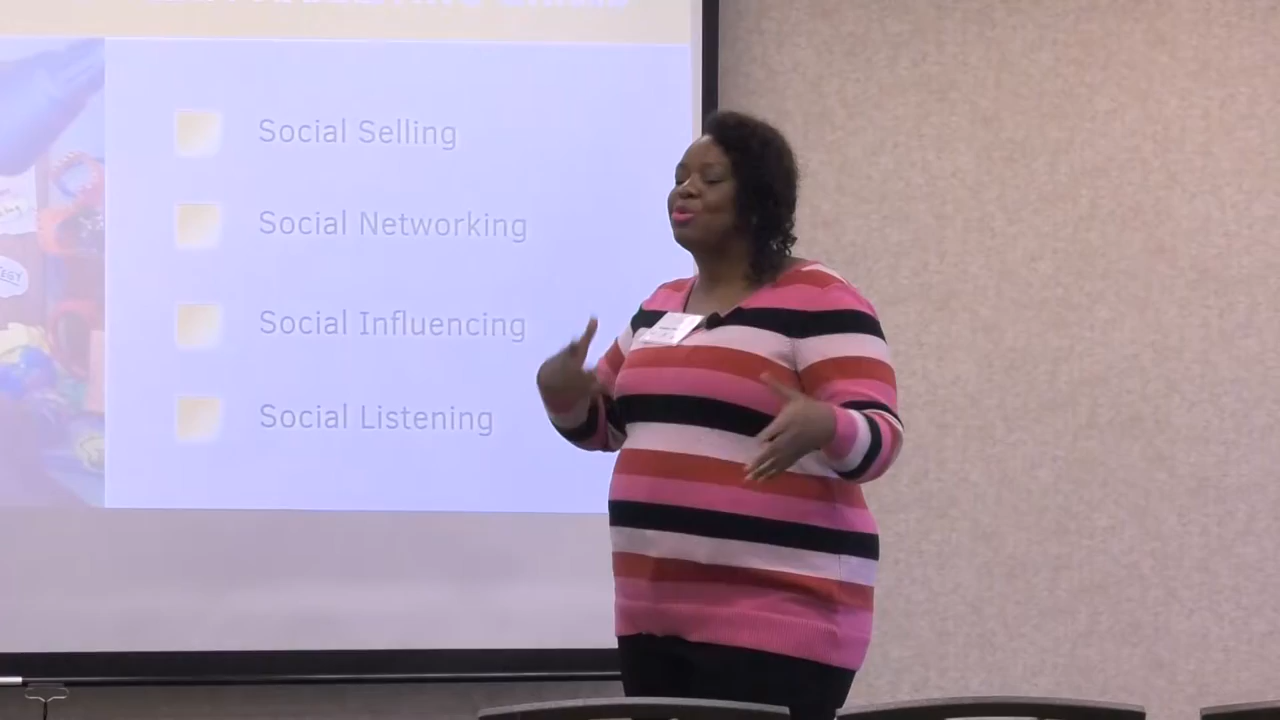 Social Selling
Social Networking
Social Influencing
Social Listening